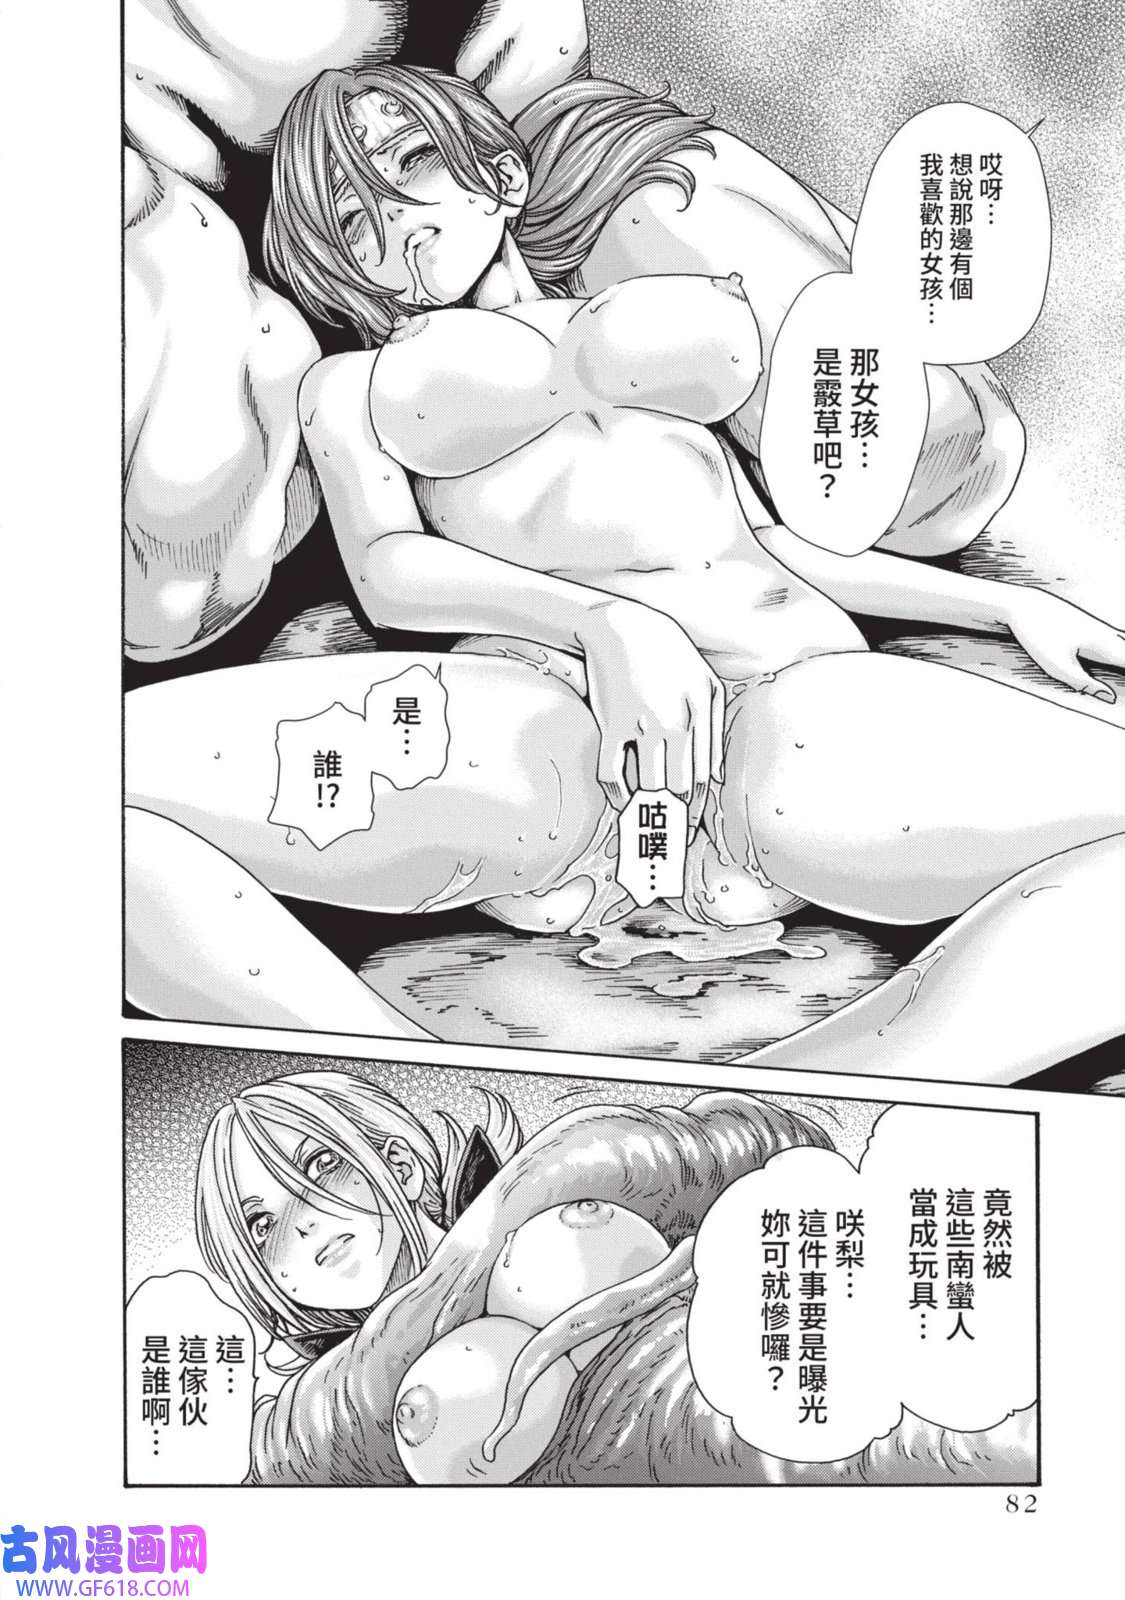 哎呀…
想說那邊有個
我喜歡的女孩…
那女孩…
是霰草吧？
是…
誰!?
咕噗…
竟然被
這些南蠻人
當成玩具…
咲梨…
這件事要是曝光
妳可就慘囉？
這…
這傢伙
是誰啊…
82
古风漫画网
WWW.GF618.COM